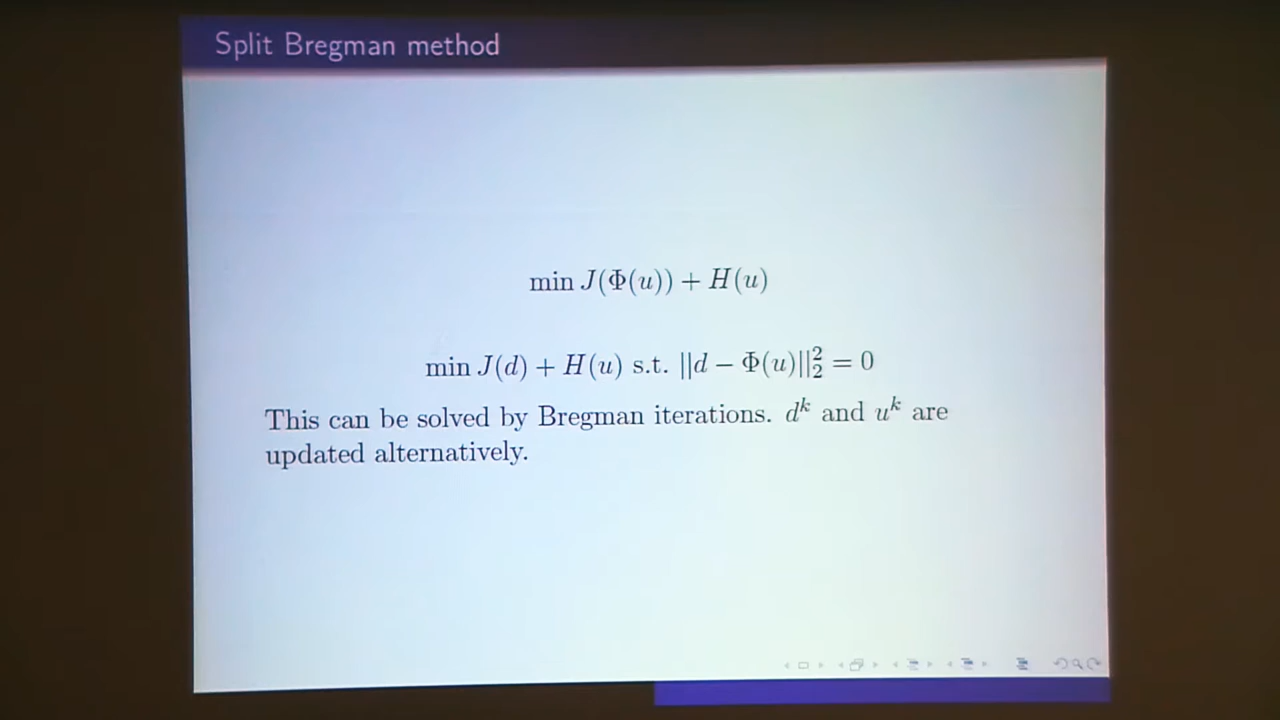 Split Bregman method
min J(Φ(u)) + H(u)
min J(d) + H(u) s.t. ||d − Φ(u)||₂² = 0
This can be solved by Bregman iterations. dᵏ and uᵏ are
updated alternatively.